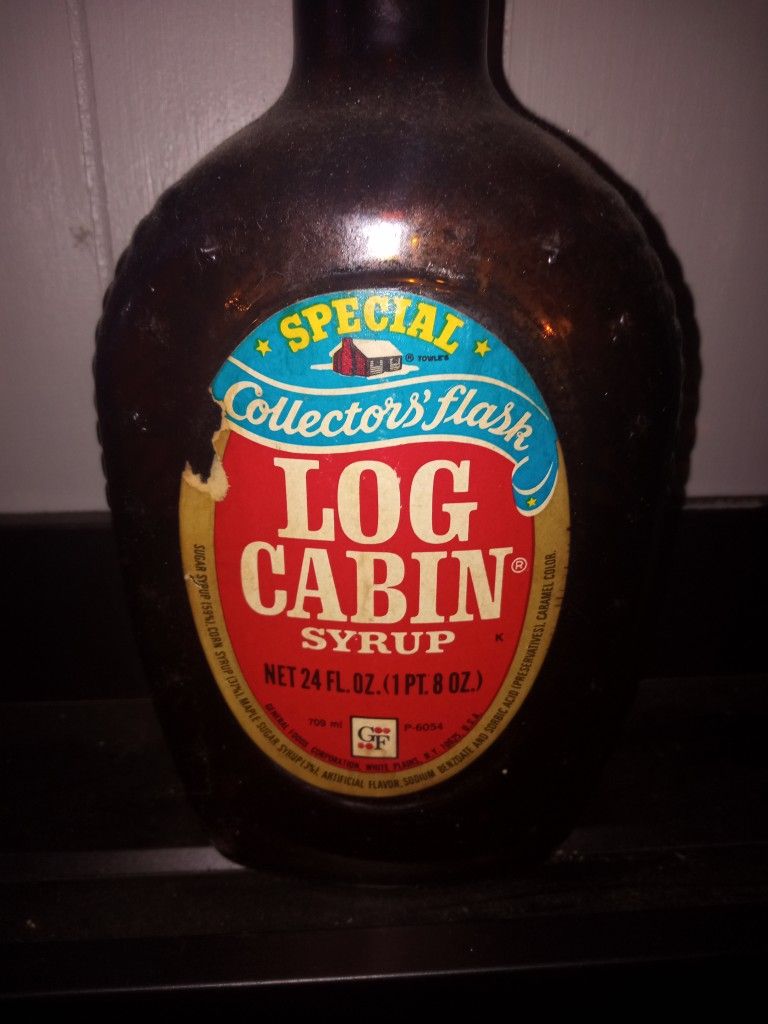 SPECIAL
® TOWLE'S
Collectors' flask
LOG
CABIN®
SYRUP
K
NET 24 FL. OZ. (1 PT. 8 OZ.)
709 ml GF P-6054
GENERAL FOODS CORPORATION, WHITE PLAINS, N.Y. 10625, U.S.A.
SUGAR SYRUP (59%), CORN SYRUP (37%), MAPLE SUGAR SYRUP (3%), ARTIFICIAL FLAVOR, SODIUM BENZOATE AND SORBIC ACID (PRESERVATIVES), CARAMEL COLOR.